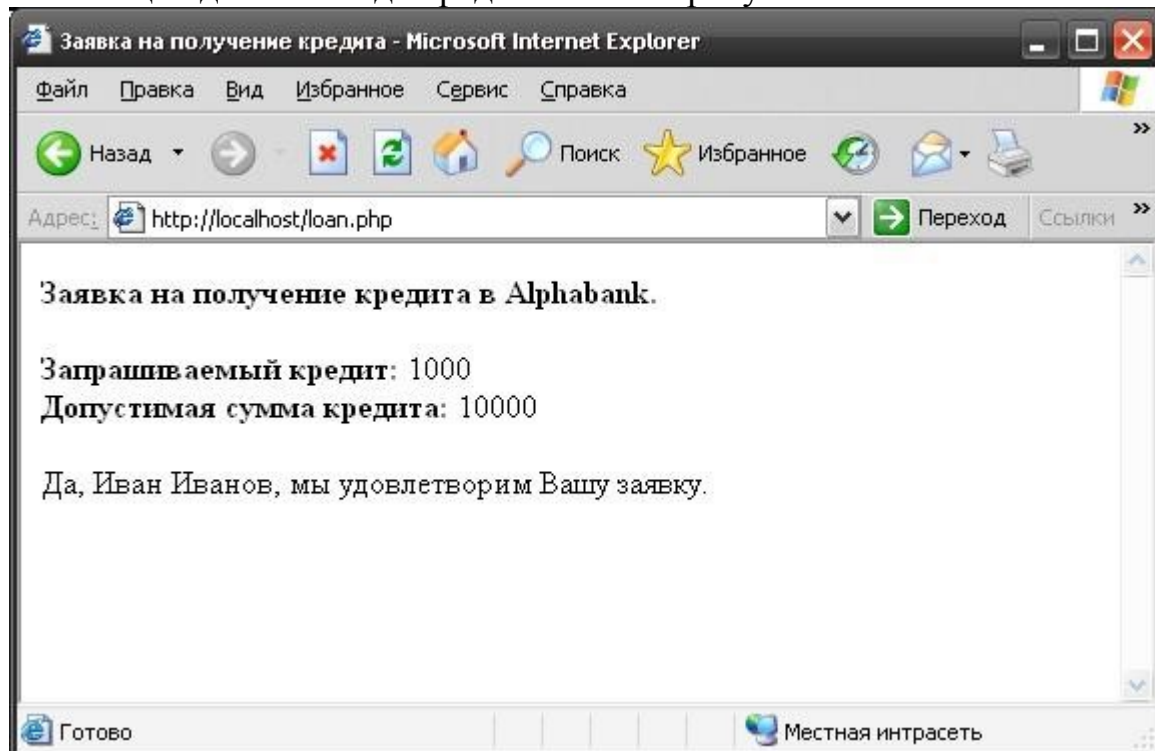 Заявка на получение кредита - Microsoft Internet Explorer
Файл Правка Вид Избранное Сервис Справка
Назад Поиск Избранное »
Адрес: http://localhost/loan.php Переход Ссылки »
Заявка на получение кредита в Alphabank.
Запрашиваемый кредит: 1000
Допустимая сумма кредита: 10000
Да, Иван Иванов, мы удовлетворим Вашу заявку.
Готово Местная интрасеть